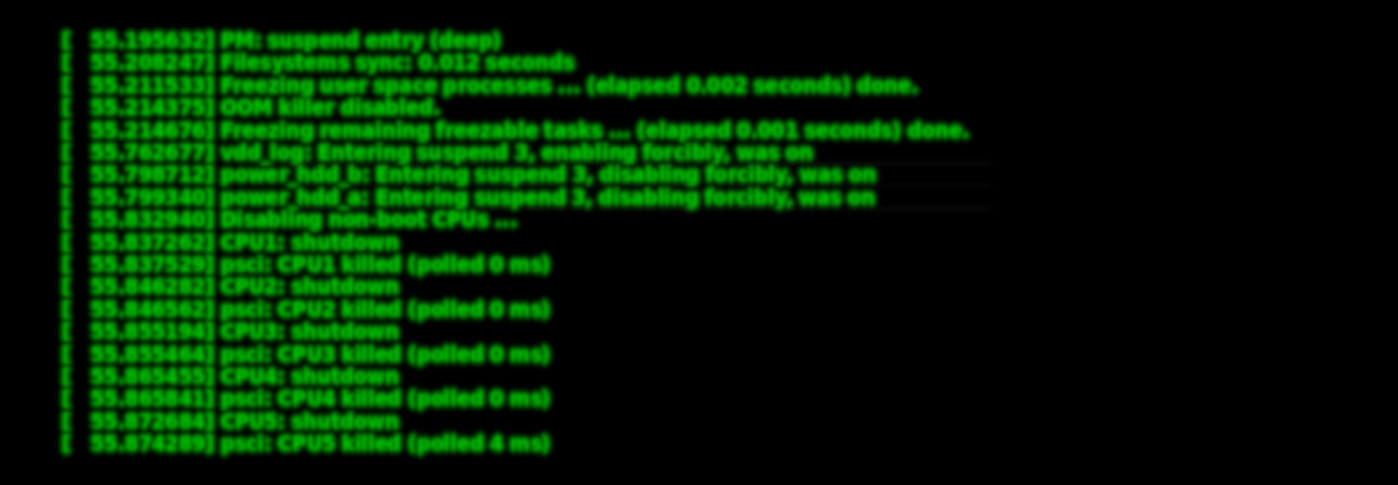 [   55.195632] PM: suspend entry (deep)
[   55.208247] Filesystems sync: 0.012 seconds
[   55.211533] Freezing user space processes ... (elapsed 0.002 seconds) done.
[   55.214375] OOM killer disabled.
[   55.214676] Freezing remaining freezable tasks ... (elapsed 0.001 seconds) done.
[   55.762677] vdd_log: Entering suspend 3, enabling forcibly, was on
[   55.798712] power_hdd_b: Entering suspend 3, disabling forcibly, was on
[   55.799340] power_hdd_a: Entering suspend 3, disabling forcibly, was on
[   55.832940] Disabling non-boot CPUs ...
[   55.837262] CPU1: shutdown
[   55.837529] psci: CPU1 killed (polled 0 ms)
[   55.846282] CPU2: shutdown
[   55.846562] psci: CPU2 killed (polled 0 ms)
[   55.855194] CPU3: shutdown
[   55.855464] psci: CPU3 killed (polled 0 ms)
[   55.865455] CPU4: shutdown
[   55.865841] psci: CPU4 killed (polled 0 ms)
[   55.872684] CPU5: shutdown
[   55.874289] psci: CPU5 killed (polled 4 ms)